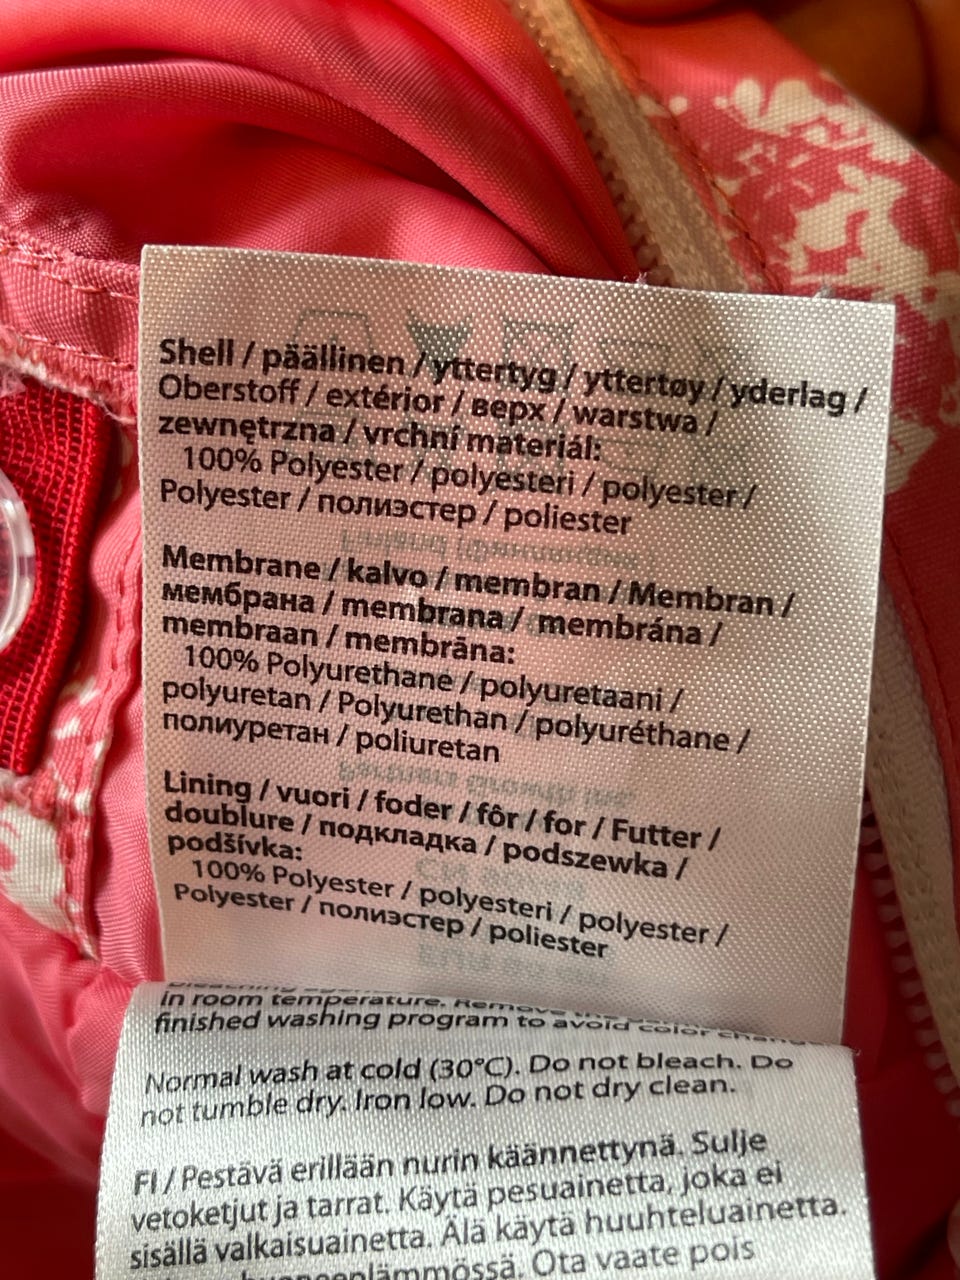 Shell / päällinen / yttertyg / yttertøy / yderlag /
Oberstoff / extérior / верх / warstwa /
zewnętrzna / vrchní materiál:
100% Polyester / polyesteri / polyester /
Polyester / полиэстер / poliester
Membrane / kalvo / membran / Membran /
мембрана / membrana / membrána /
membraan / membrāna:
100% Polyurethane / polyuretaani /
polyuretan / Polyurethan / polyuréthane /
полиуретан / poliuretan
Lining / vuori / foder / fôr / for / Futter /
doublure / подкладка / podszewka /
podšívka:
100% Polyester / polyesteri / polyester /
Polyester / полиэстер / poliester
in room temperature. Remove
finished washing program to avoid color
Normal wash at cold (30°C). Do not bleach. Do
not tumble dry. Iron low. Do not dry clean.
FI / Pestävä erillään nurin käännettynä. Sulje
vetoketjut ja tarrat. Käytä pesuainetta, joka ei
sisällä valkaisuainetta. Älä käytä huuhteluainetta.
Ota vaate pois